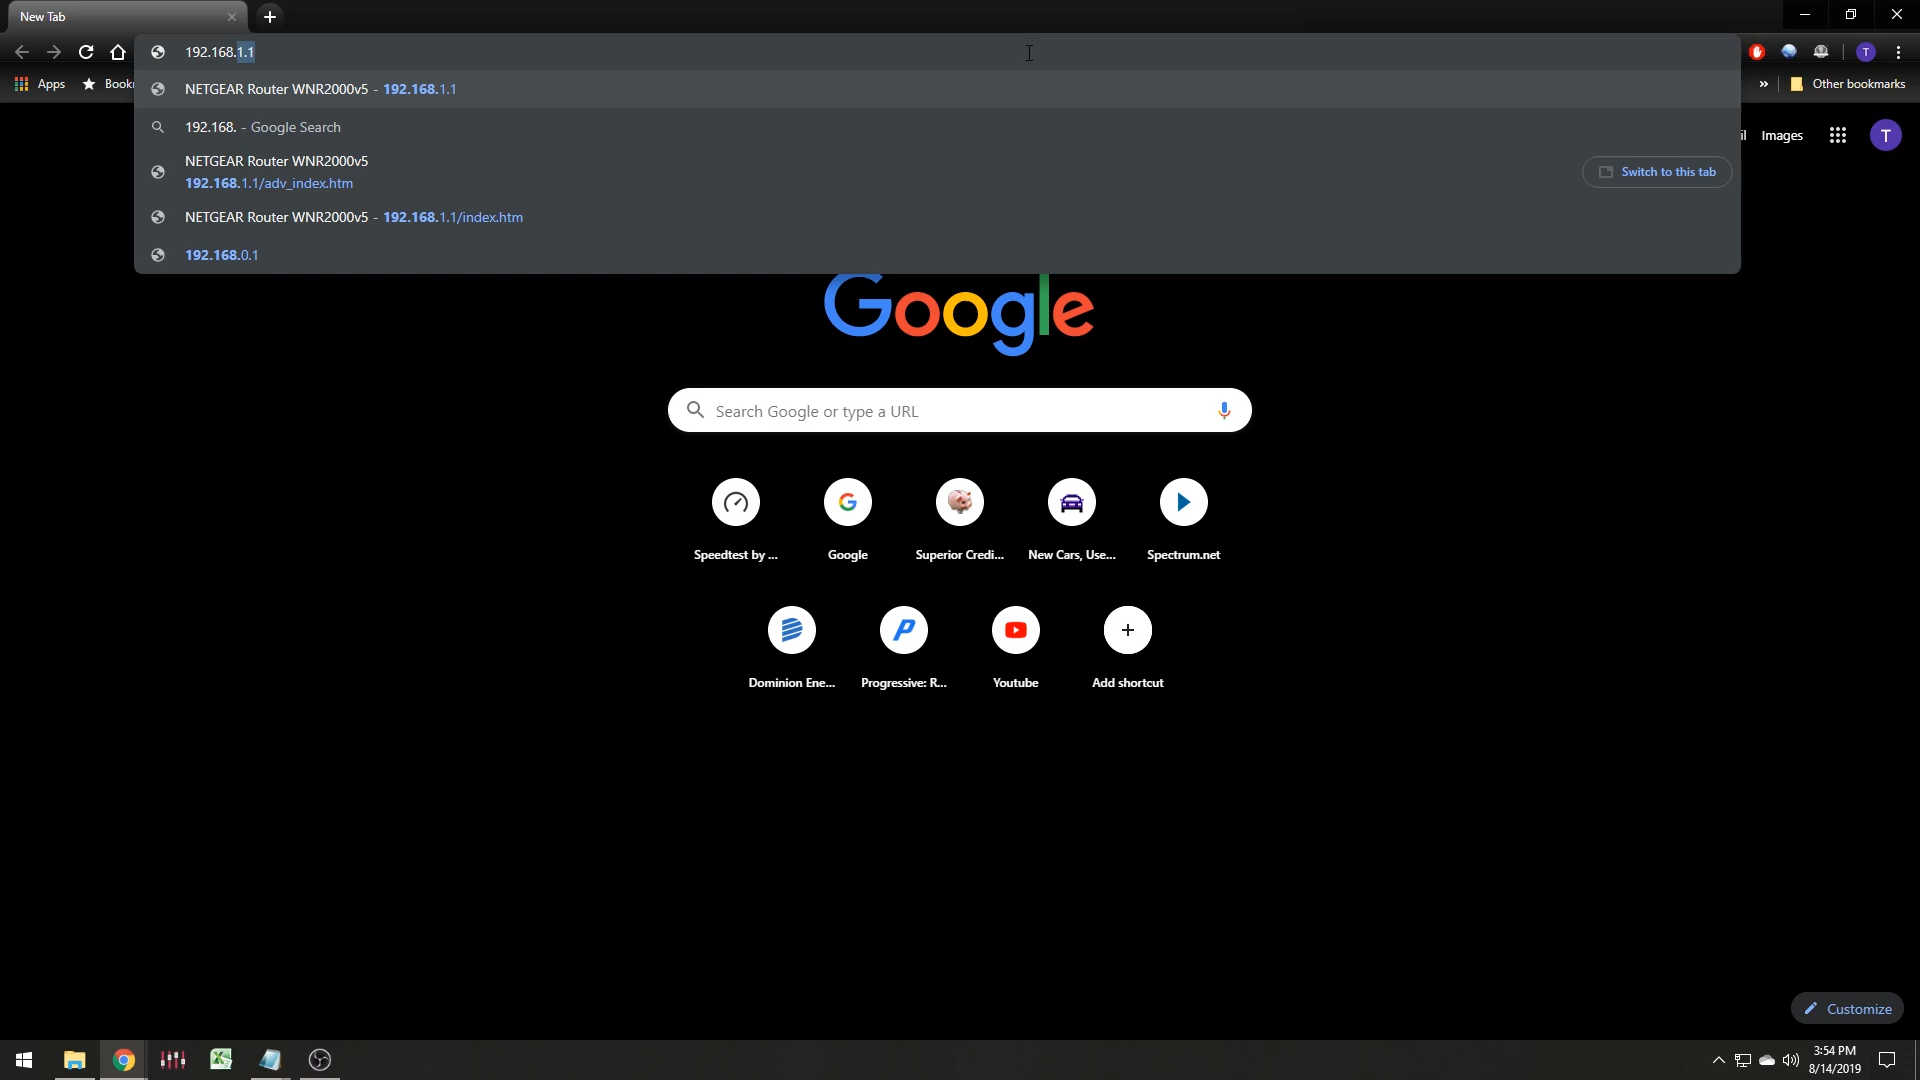 New Tab
192.168.1.1
Apps
Bookr
Other bookmarks
NETGEAR Router WNR2000v5 - 192.168.1.1
192.168. - Google Search
NETGEAR Router WNR2000v5
192.168.1.1/adv_index.htm
Switch to this tab
NETGEAR Router WNR2000v5 - 192.168.1.1/index.htm
192.168.0.1
il Images T
Google
Search Google or type a URL
Speedtest by ...
Google
Superior Credi...
New Cars, Use...
Spectrum.net
Dominion Ene...
Progressive: R...
Youtube
Add shortcut
Customize
3:54 PM
8/14/2019